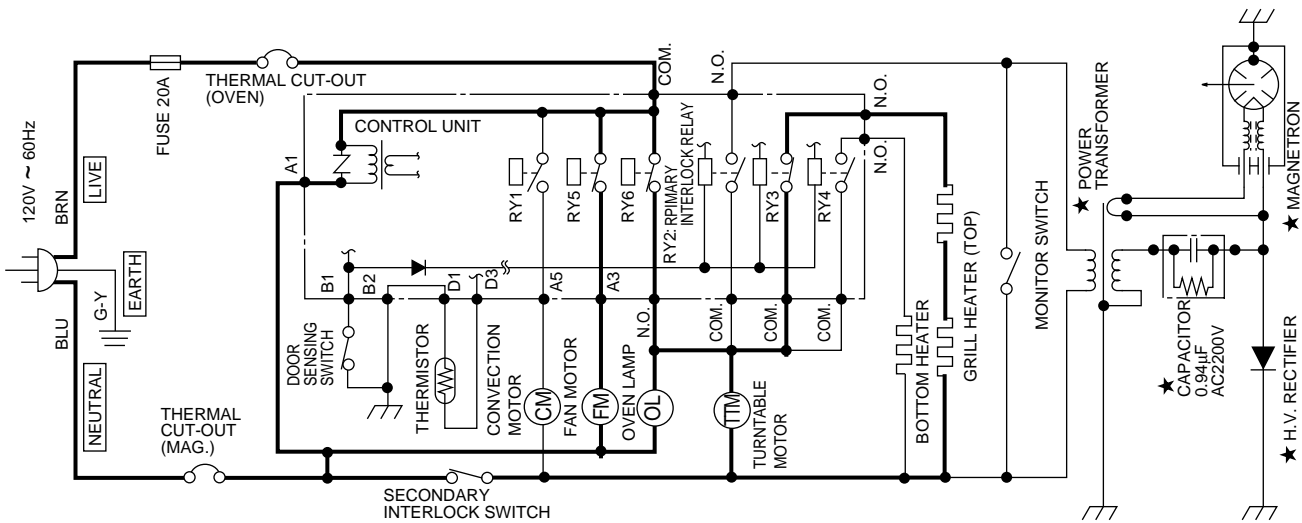 120V ~ 60Hz
LIVE
BRN
NEUTRAL
BLU
G-Y
EARTH
FUSE 20A
THERMAL CUT-OUT
(OVEN)
THERMAL
CUT-OUT
(MAG.)
A1
CONTROL UNIT
B1
B2
D1
D3
A5
A3
N.O.
COM.
COM.
COM.
RY1
RY5
RY6
RY2: RPIMARY
INTERLOCK RELAY
RY3
RY4
COM.
N.O.
N.O.
N.O.
DOOR
SENSING
SWITCH
THERMISTOR
CONVECTION
MOTOR
CM
FAN MOTOR
FM
OVEN LAMP
OL
TURNTABLE
MOTOR
TTM
SECONDARY
INTERLOCK SWITCH
BOTTOM HEATER
GRILL HEATER (TOP)
MONITOR SWITCH
★ POWER
TRANSFORMER
★ CAPACITOR
0.94µF
AC2200V
★ H.V. RECTIFIER
★ MAGNETRON